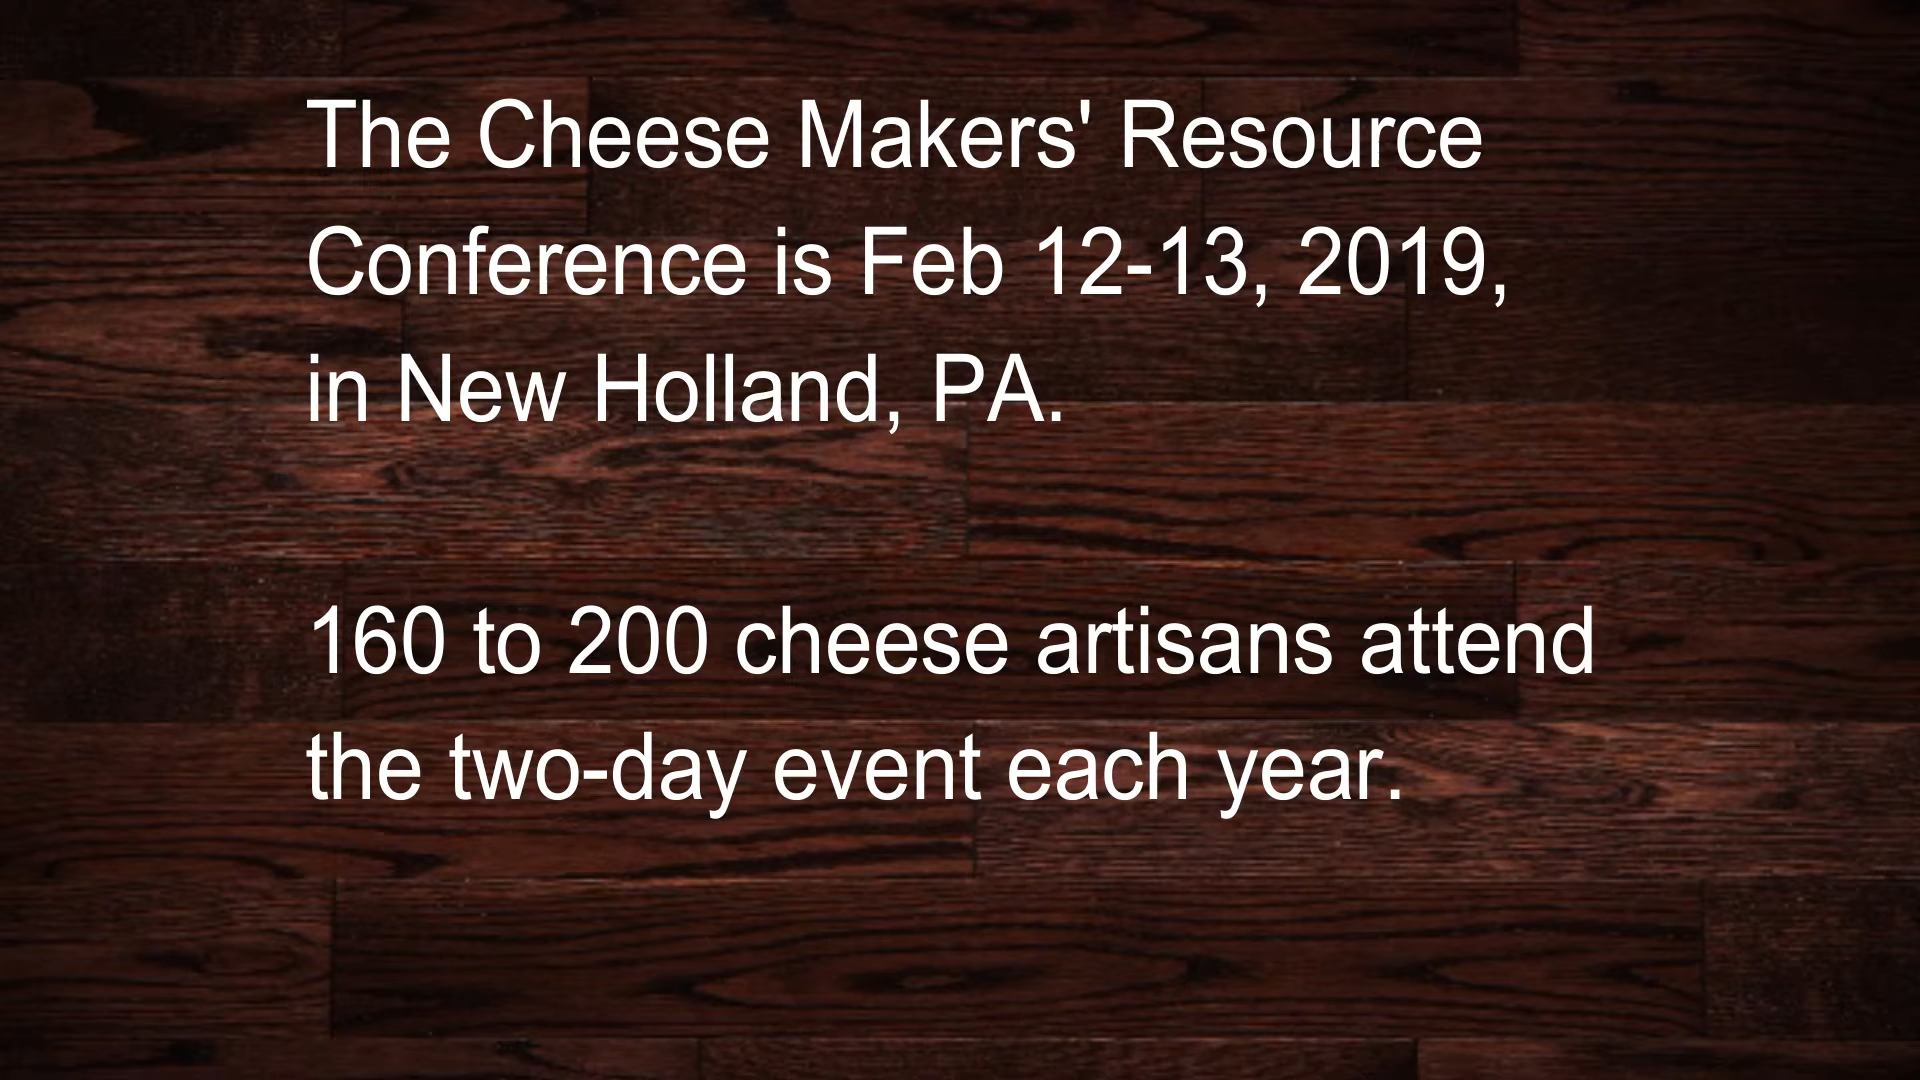 The Cheese Makers' Resource
Conference is Feb 12-13, 2019,
in New Holland, PA.
160 to 200 cheese artisans attend
the two-day event each year.